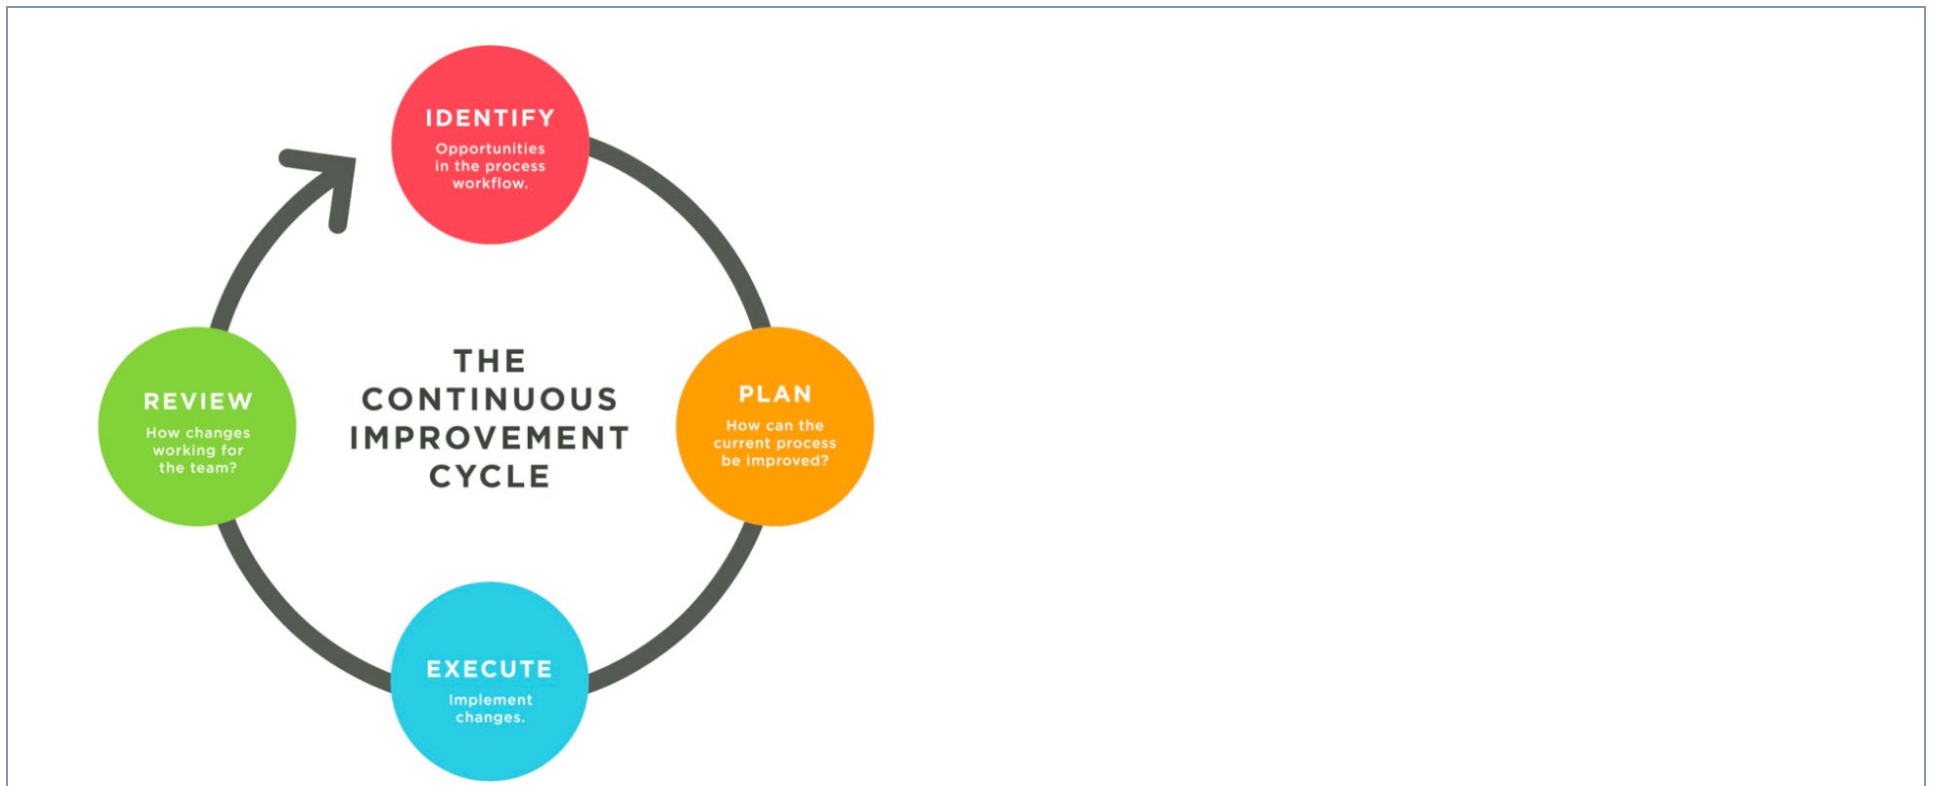 IDENTIFY
Opportunities
in the process
workflow.
THE
CONTINUOUS
IMPROVEMENT
CYCLE
PLAN
How can the
current process
be improved?
EXECUTE
Implement
changes.
REVIEW
How changes
working for
the team?